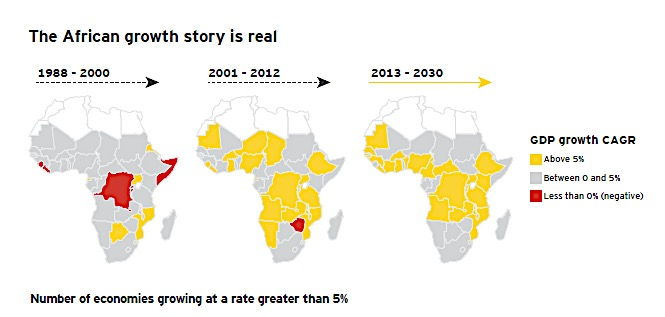 The African growth story is real
1988 - 2000
2001 - 2012
2013 - 2030
GDP growth CAGR
Above 5%
Between 0 and 5%
Less than 0% (negative)
Number of economies growing at a rate greater than 5%